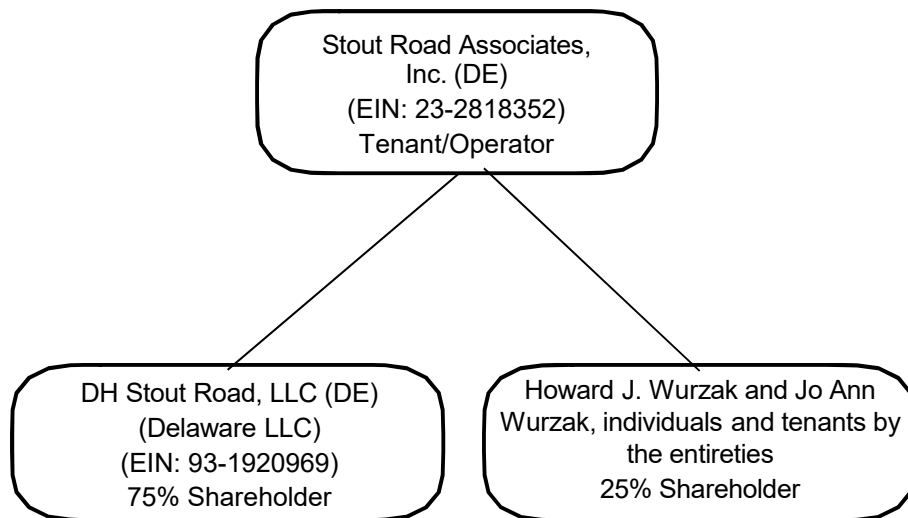 Stout Road Associates,
Inc. (DE)
(EIN: 23-2818352)
Tenant/Operator
DH Stout Road, LLC (DE)
(Delaware LLC)
(EIN: 93-1920969)
75% Shareholder
Howard J. Wurzak and Jo Ann
Wurzak, individuals and tenants by
the entireties
25% Shareholder